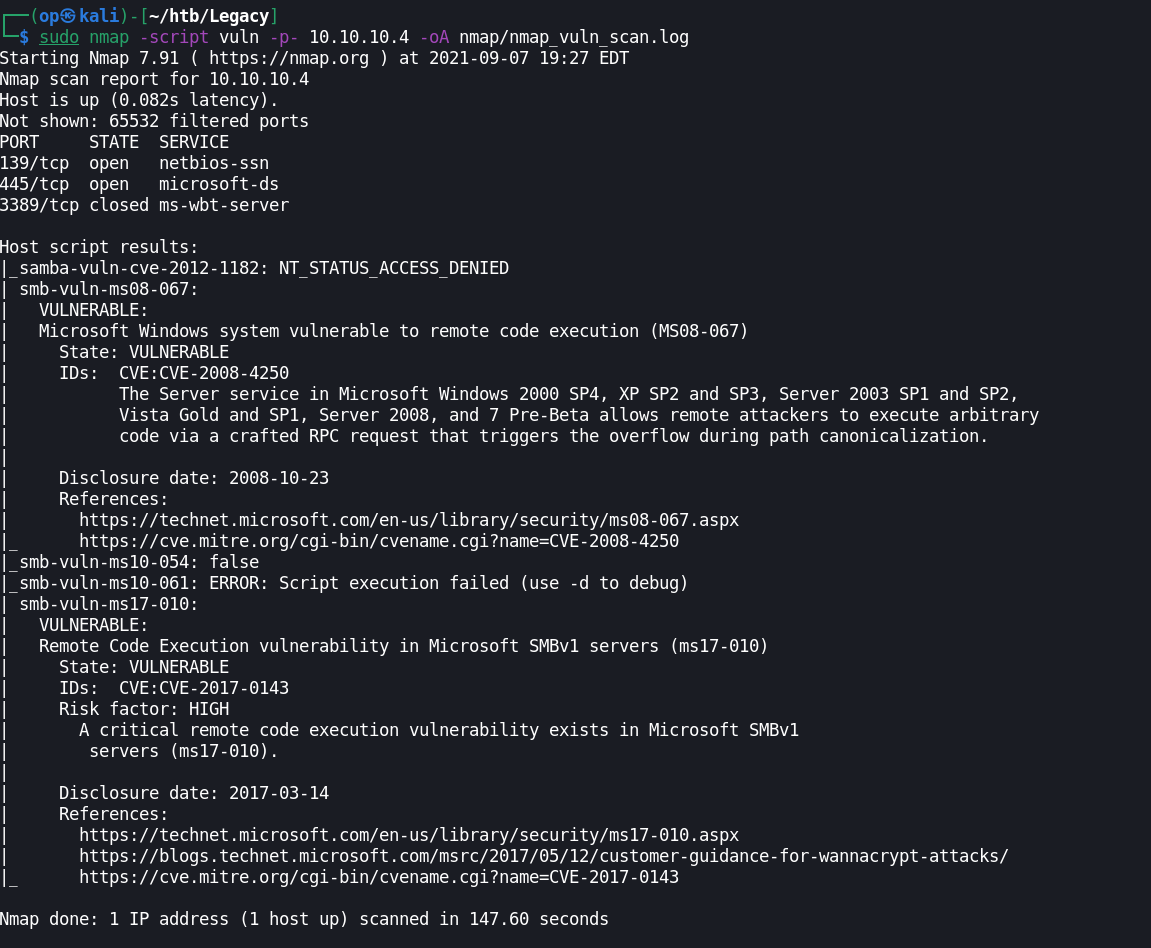 ┌──(op㉿kali)-[~/htb/Legacy]
└─$ sudo nmap -script vuln -p- 10.10.10.4 -oA nmap/nmap_vuln_scan.log
Starting Nmap 7.91 ( https://nmap.org ) at 2021-09-07 19:27 EDT
Nmap scan report for 10.10.10.4
Host is up (0.082s latency).
Not shown: 65532 filtered ports
PORT     STATE  SERVICE
139/tcp  open   netbios-ssn
445/tcp  open   microsoft-ds
3389/tcp closed ms-wbt-server

Host script results:
|_samba-vuln-cve-2012-1182: NT_STATUS_ACCESS_DENIED
| smb-vuln-ms08-067:
|   VULNERABLE:
|   Microsoft Windows system vulnerable to remote code execution (MS08-067)
|     State: VULNERABLE
|     IDs:  CVE:CVE-2008-4250
|           The Server service in Microsoft Windows 2000 SP4, XP SP2 and SP3, Server 2003 SP1 and SP2,
|           Vista Gold and SP1, Server 2008, and 7 Pre-Beta allows remote attackers to execute arbitrary
|           code via a crafted RPC request that triggers the overflow during path canonicalization.
|
|     Disclosure date: 2008-10-23
|     References:
|       https://technet.microsoft.com/en-us/library/security/ms08-067.aspx
|_      https://cve.mitre.org/cgi-bin/cvename.cgi?name=CVE-2008-4250
|_smb-vuln-ms10-054: false
|_smb-vuln-ms10-061: ERROR: Script execution failed (use -d to debug)
| smb-vuln-ms17-010:
|   VULNERABLE:
|   Remote Code Execution vulnerability in Microsoft SMBv1 servers (ms17-010)
|     State: VULNERABLE
|     IDs:  CVE:CVE-2017-0143
|     Risk factor: HIGH
|       A critical remote code execution vulnerability exists in Microsoft SMBv1
|        servers (ms17-010).
|
|     Disclosure date: 2017-03-14
|     References:
|       https://technet.microsoft.com/en-us/library/security/ms17-010.aspx
|       https://blogs.technet.microsoft.com/msrc/2017/05/12/customer-guidance-for-wannacrypt-attacks/
|_      https://cve.mitre.org/cgi-bin/cvename.cgi?name=CVE-2017-0143

Nmap done: 1 IP address (1 host up) scanned in 147.60 seconds